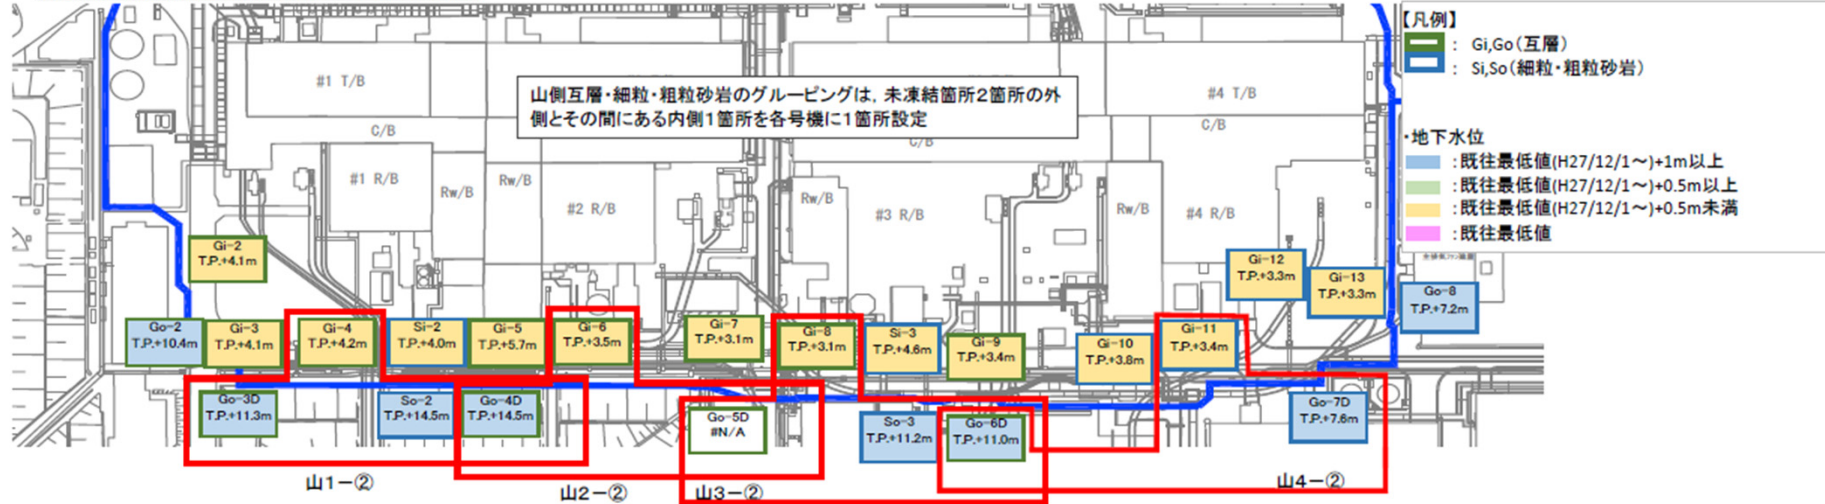 【凡例】
： Gi,Go（互層）
： Si,So（細粒・粗粒砂岩）
・地下水位
：既往最低値(H27/12/1～)+1m以上
：既往最低値(H27/12/1～)+0.5m以上
：既往最低値(H27/12/1～)+0.5m未満
：既往最低値
#1 T/B
山側互層・細粒・粗粒砂岩のグルーピングは，未凍結箇所2箇所の外
側とその間にある内側1箇所を各号機に1箇所設定
#4 T/B
C/B
C/B
C/B
#1 R/B
Rw/B
Rw/B
#2 R/B
Rw/B
#3 R/B
Rw/B
#4 R/B
Gi-2
T.P.+4.1m
Gi-12
T.P.+3.3m
Gi-13
T.P.+3.3m
Go-8
T.P.+7.2m
Go-2
T.P.+10.4m
Gi-3
T.P.+4.1m
Gi-4
T.P.+4.2m
Si-2
T.P.+4.0m
Gi-5
T.P.+5.7m
Gi-6
T.P.+3.5m
Gi-7
T.P.+3.1m
Gi-8
T.P.+3.1m
Si-3
T.P.+4.6m
Gi-9
T.P.+3.4m
Gi-10
T.P.+3.8m
Gi-11
T.P.+3.4m
Go-3D
T.P.+11.3m
So-2
T.P.+14.5m
Go-4D
T.P.+14.5m
Go-5D
#N/A
So-3
T.P.+11.2m
Go-6D
T.P.+11.0m
Go-7D
T.P.+7.6m
山1－②
山2－②
山3－②
山4－②